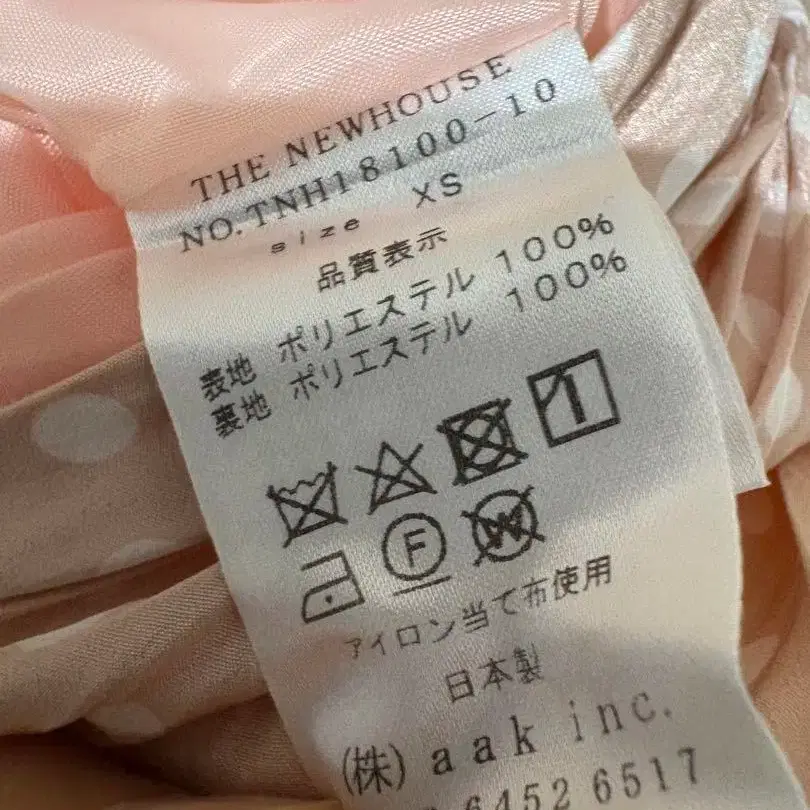 THE NEWHOUSE
NO.TNH18100-10
size XS
品質表示
表地 ポリエステル 100%
裏地 ポリエステル 100%
F W
アイロン当て布使用
日本製
(株) aak inc.
6452 6517